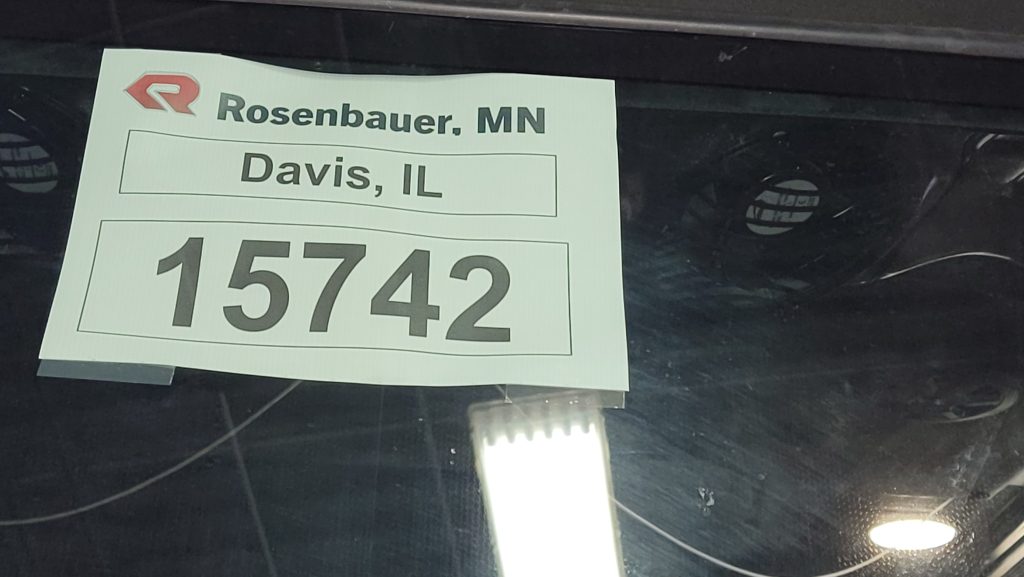 Rosenbauer, MN
Davis, IL
15742